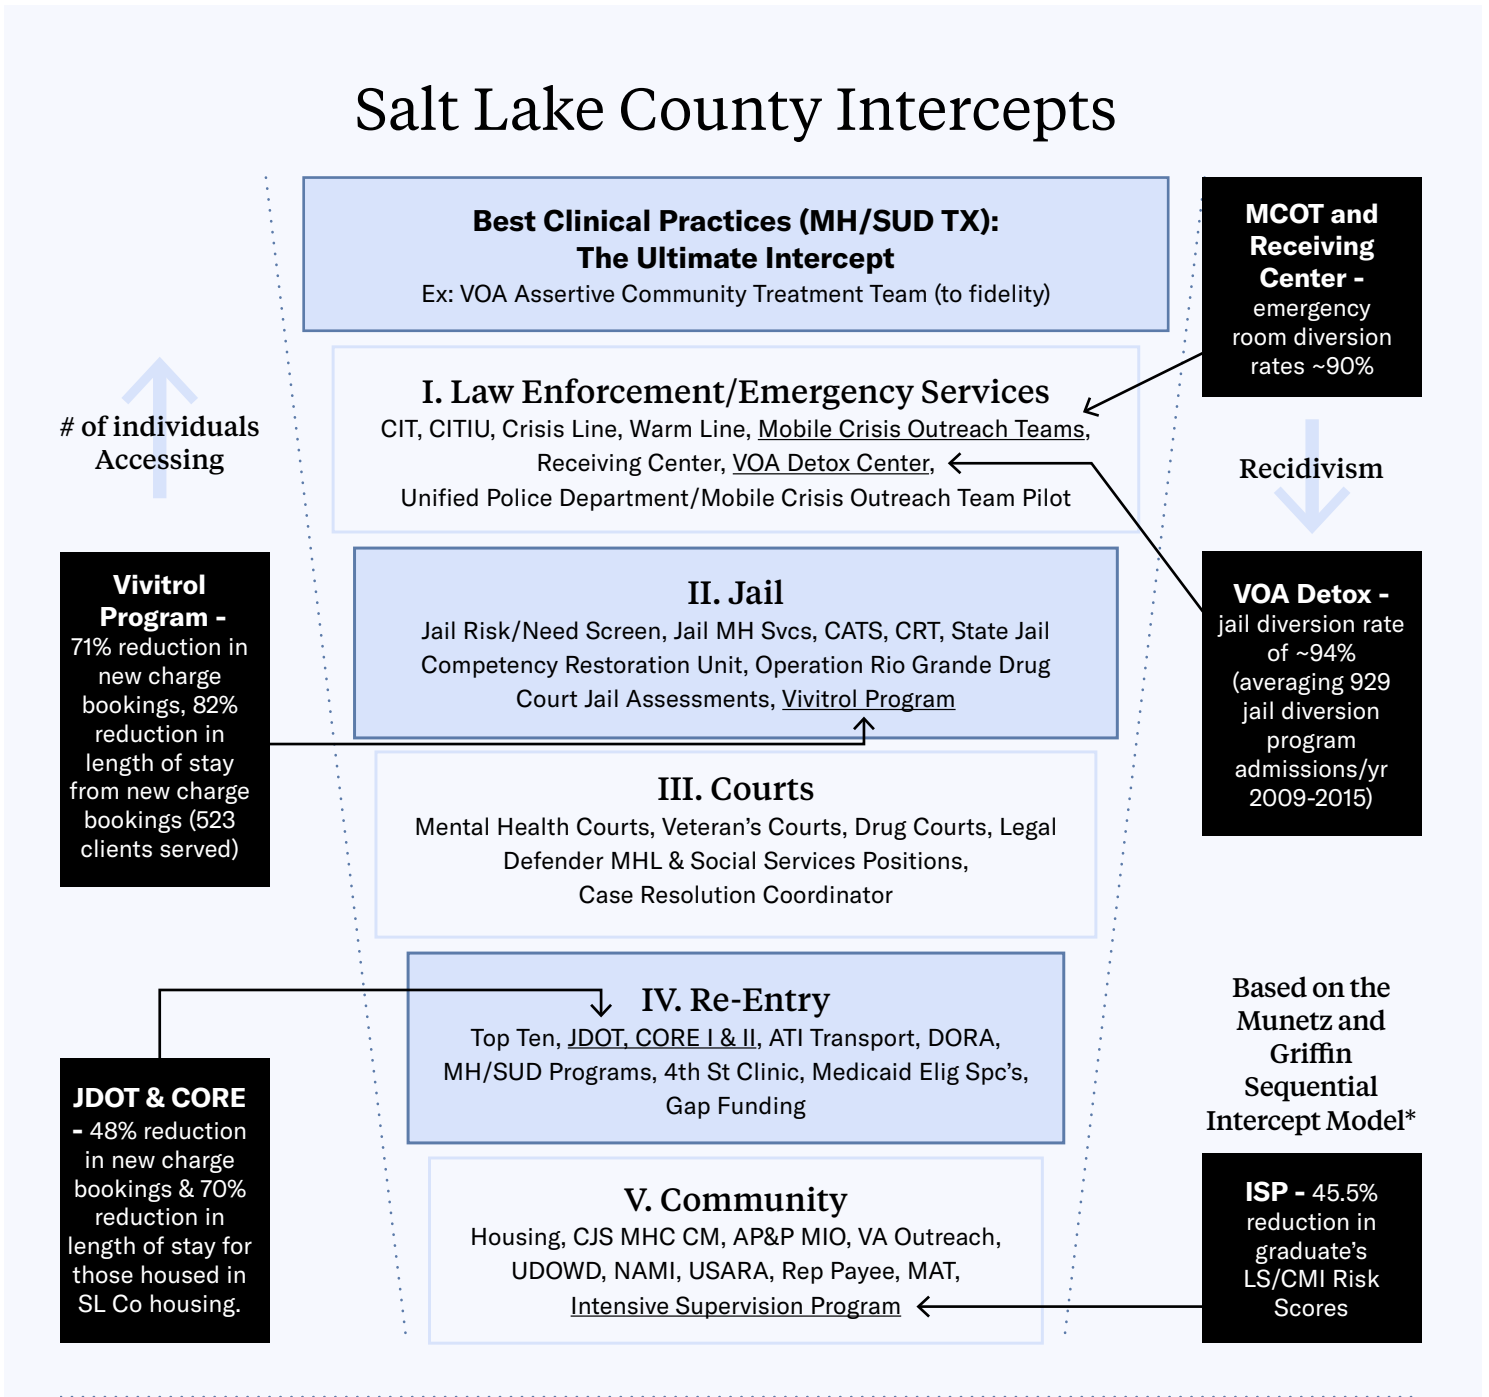 Salt Lake County Intercepts
Best Clinical Practices (MH/SUD TX):
The Ultimate Intercept
Ex: VOA Assertive Community Treatment Team (to fidelity)
MCOT and
Receiving
Center -
emergency
room diversion
rates ~90%
I. Law Enforcement/Emergency Services
CIT, CITIU, Crisis Line, Warm Line, Mobile Crisis Outreach Teams,
Receiving Center, VOA Detox Center,
Unified Police Department/Mobile Crisis Outreach Team Pilot
# of individuals
Accessing
Recidivism
Vivitrol
Program -
71% reduction in
new charge
bookings, 82%
reduction in
length of stay
from new charge
bookings (523
clients served)
II. Jail
Jail Risk/Need Screen, Jail MH Svcs, CATS, CRT, State Jail
Competency Restoration Unit, Operation Rio Grande Drug
Court Jail Assessments, Vivitrol Program
VOA Detox -
jail diversion rate
of ~94%
(averaging 929
jail diversion
program
admissions/yr
2009-2015)
III. Courts
Mental Health Courts, Veteran’s Courts, Drug Courts, Legal
Defender MHL & Social Services Positions,
Case Resolution Coordinator
IV. Re-Entry
Top Ten, JDOT, CORE I & II, ATI Transport, DORA,
MH/SUD Programs, 4th St Clinic, Medicaid Elig Spc’s,
Gap Funding
Based on the
Munetz and
Griffin
Sequential
Intercept Model*
JDOT & CORE
- 48% reduction
in new charge
bookings & 70%
reduction in
length of stay for
those housed in
SL Co housing.
V. Community
Housing, CJS MHC CM, AP&P MIO, VA Outreach,
UDOWD, NAMI, USARA, Rep Payee, MAT,
Intensive Supervision Program
ISP - 45.5%
reduction in
graduate’s
LS/CMI Risk
Scores